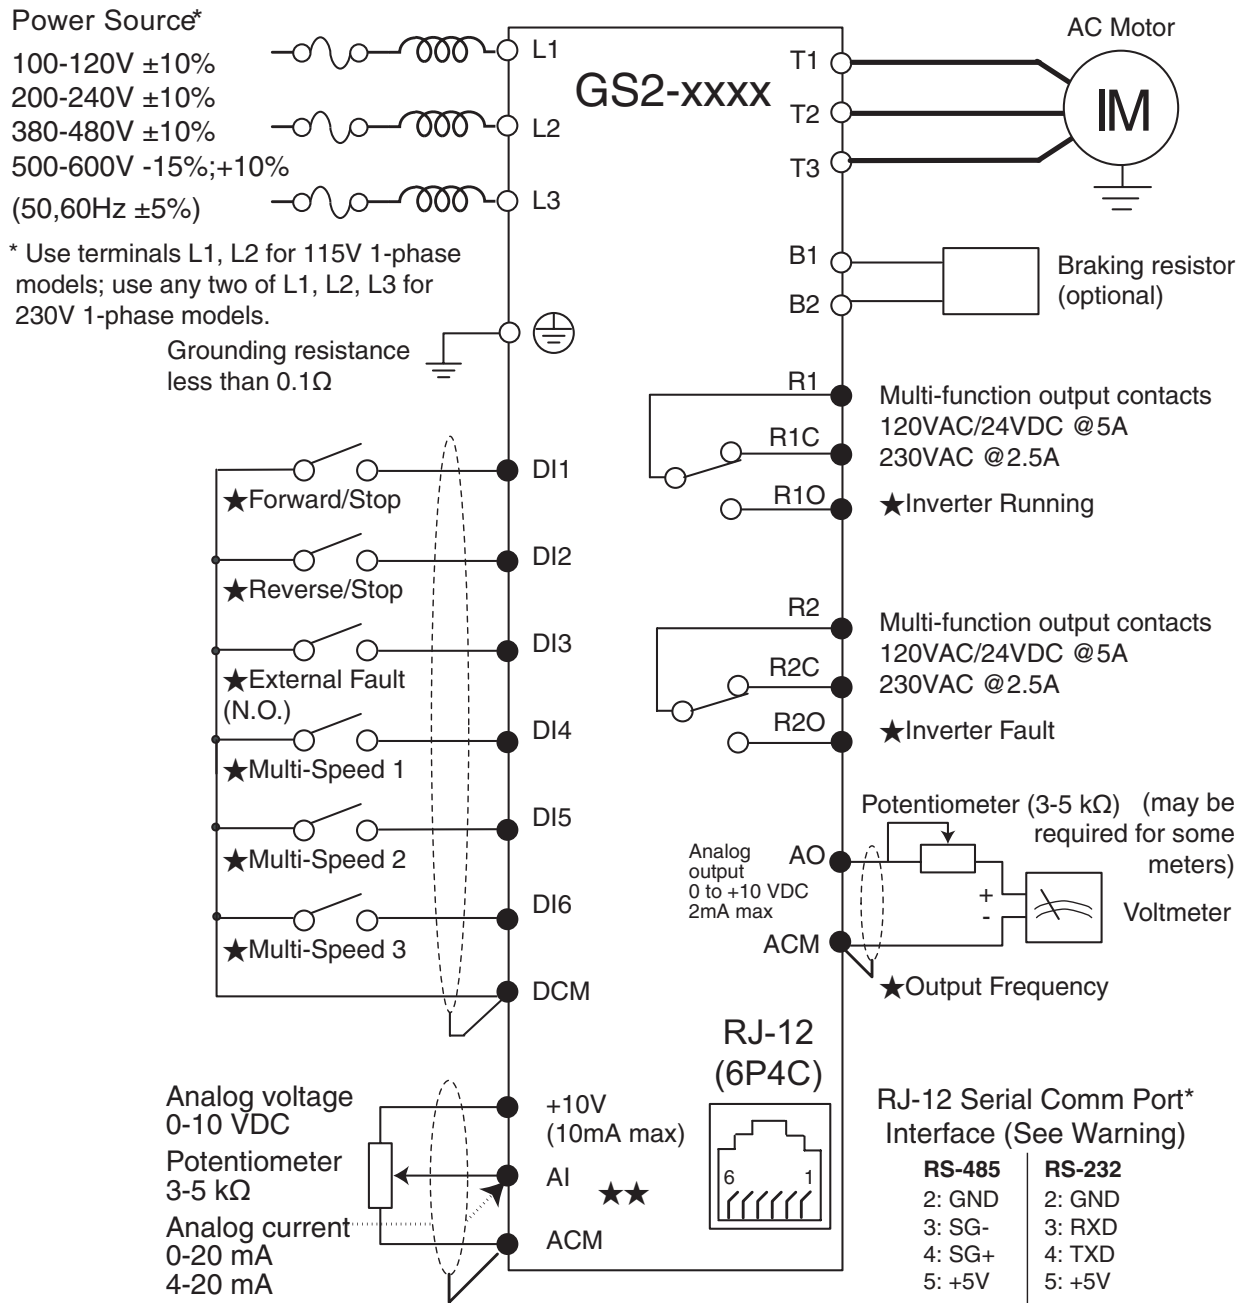 Power Source*
100-120V ±10%
200-240V ±10%
380-480V ±10%
500-600V -15%;+10%
(50,60Hz ±5%)
* Use terminals L1, L2 for 115V 1-phase
models; use any two of L1, L2, L3 for
230V 1-phase models.
L1
L2
L3
GS2-xxxx
T1
T2
T3
AC Motor
IM
B1
B2
Braking resistor
(optional)
Grounding resistance
less than 0.1Ω
DI1
★Forward/Stop
DI2
★Reverse/Stop
DI3
★External Fault
(N.O.)
DI4
★Multi-Speed 1
DI5
★Multi-Speed 2
DI6
★Multi-Speed 3
DCM
R1
R1C
R1O
Multi-function output contacts
120VAC/24VDC @5A
230VAC @2.5A
★Inverter Running
R2
R2C
R2O
Multi-function output contacts
120VAC/24VDC @5A
230VAC @2.5A
★Inverter Fault
Potentiometer (3-5 kΩ) (may be
required for some
meters)
Analog
output
0 to +10 VDC
2mA max
AO
ACM
+
-
Voltmeter
★Output Frequency
Analog voltage
0-10 VDC
Potentiometer
3-5 kΩ
Analog current
0-20 mA
4-20 mA
+10V
(10mA max)
AI
★★
ACM
RJ-12
(6P4C)
6 1
RJ-12 Serial Comm Port*
Interface (See Warning)
RS-485 RS-232
2: GND 2: GND
3: SG- 3: RXD
4: SG+ 4: TXD
5: +5V 5: +5V